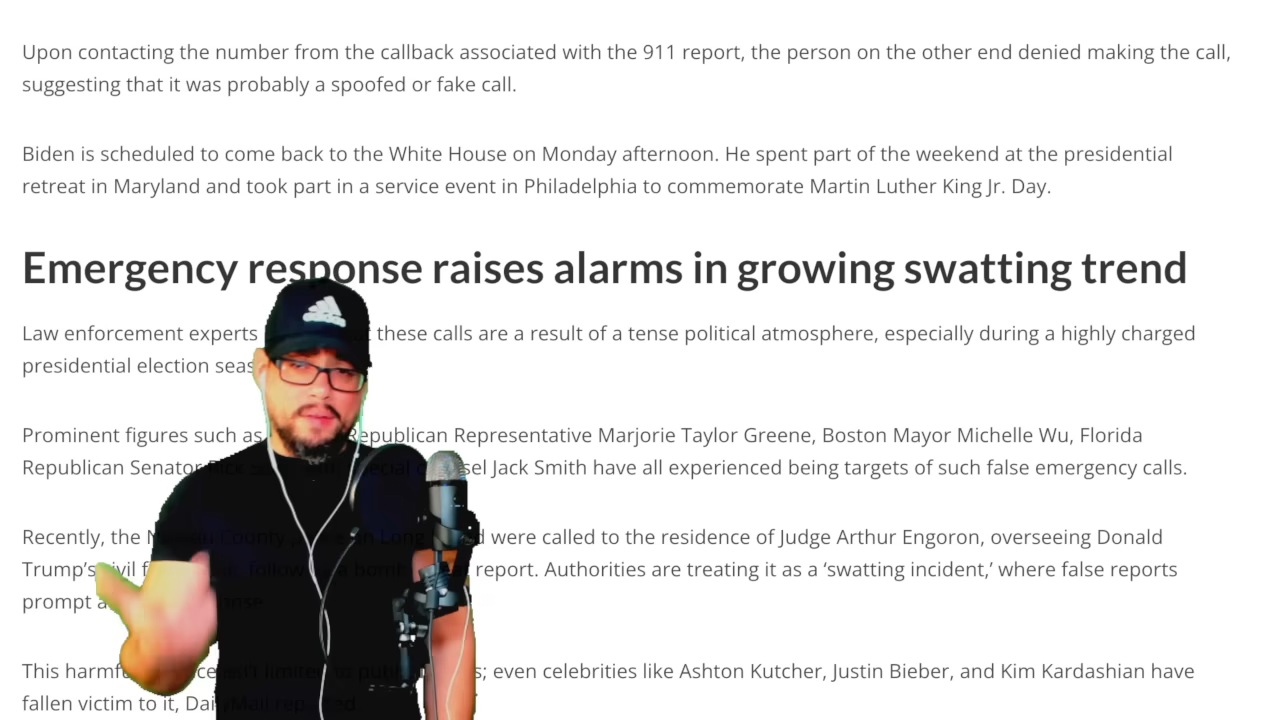 Upon contacting the number from the callback associated with the 911 report, the person on the other end denied making the call,
suggesting that it was probably a spoofed or fake call.
Biden is scheduled to come back to the White House on Monday afternoon. He spent part of the weekend at the presidential
retreat in Maryland and took part in a service event in Philadelphia to commemorate Martin Luther King Jr. Day.
Emergency response raises alarms in growing swatting trend
Law enforcement experts these calls are a result of a tense political atmosphere, especially during a highly charged
presidential election
Prominent figures such as Republican Representative Marjorie Taylor Greene, Boston Mayor Michelle Wu, Florida
Republican Senator Jack Smith have all experienced being targets of such false emergency calls.
Recently, the County Long were called to the residence of Judge Arthur Engoron, overseeing Donald
Trump's report. Authorities are treating it as a ‘swatting incident,’ where false reports
prompt
This limited even celebrities like Ashton Kutcher, Justin Bieber, and Kim Kardashian have
fallen victim to it,